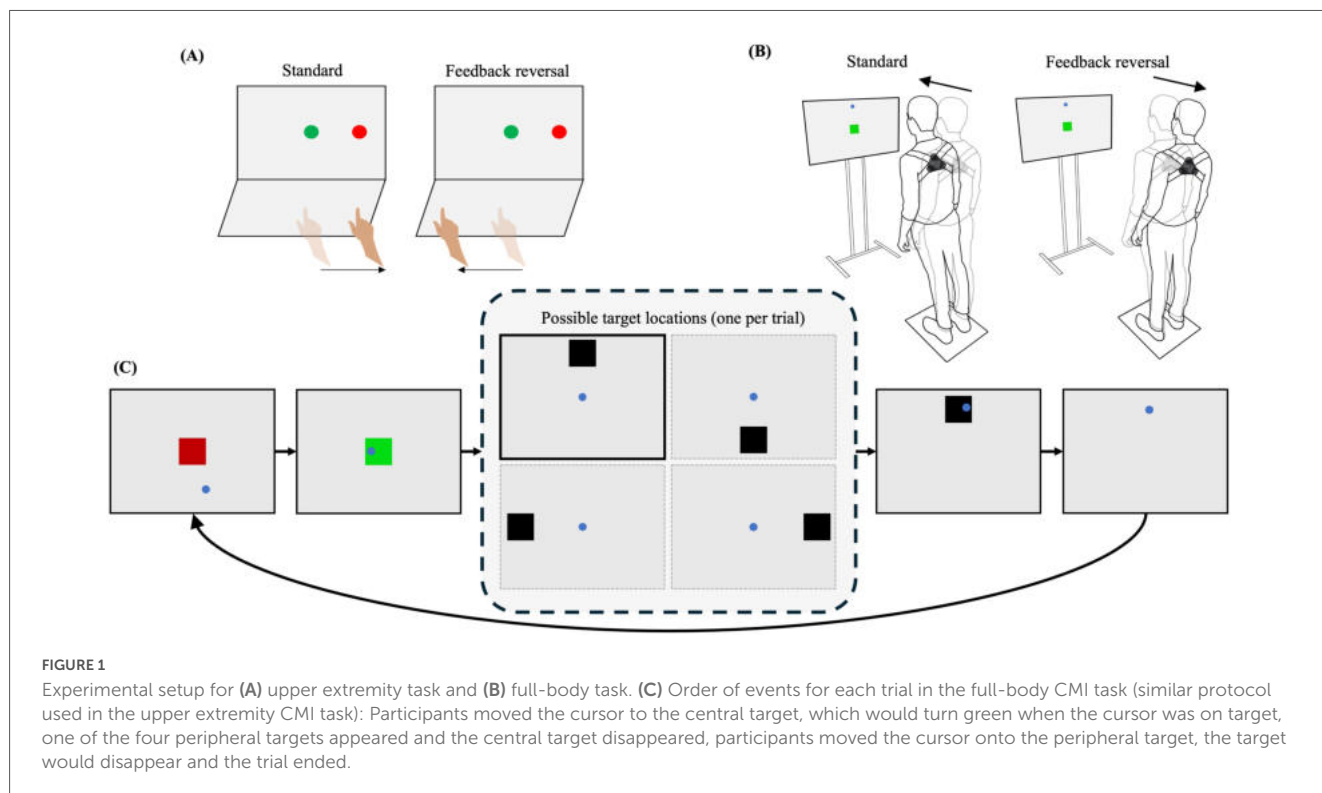 (A)
Standard
Feedback reversal
(B)
Standard
Feedback reversal
Possible target locations (one per trial)
(C)
FIGURE 1
Experimental setup for (A) upper extremity task and (B) full-body task. (C) Order of events for each trial in the full-body CMI task (similar protocol
used in the upper extremity CMI task): Participants moved the cursor to the central target, which would turn green when the cursor was on target,
one of the four peripheral targets appeared and the central target disappeared, participants moved the cursor onto the peripheral target, the target
would disappear and the trial ended.